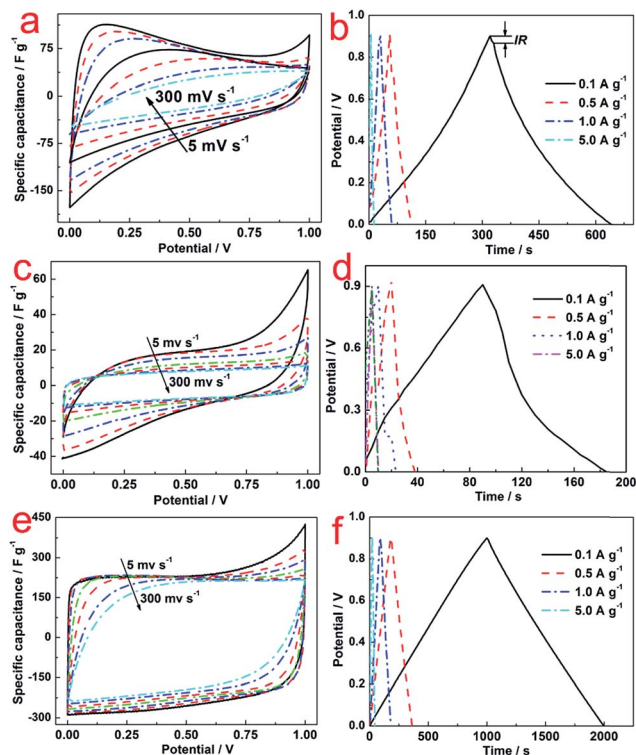 a
Specific capacitance / F g⁻¹
75
0
-75
-150
300 mV s⁻¹
5 mV s⁻¹
0.00 0.25 0.50 0.75 1.00
Potential / V
b
Potential / V
1.0
0.8
0.6
0.4
0.2
0.0
IR
0.1 A g⁻¹
0.5 A g⁻¹
1.0 A g⁻¹
5.0 A g⁻¹
0 150 300 450 600
Time / s
c
Specific capacitance / F g⁻¹
60
40
20
0
-20
-40
5 mv s⁻¹
300 mv s⁻¹
0.00 0.25 0.50 0.75 1.00
Potential / V
d
Potential / V
0.9
0.6
0.3
0.0
0.1 A g⁻¹
0.5 A g⁻¹
1.0 A g⁻¹
5.0 A g⁻¹
0 40 80 120 160 200
Time / s
e
Specific capacitance / F g⁻¹
450
300
150
0
-150
-300
5 mv s⁻¹
300 mv s⁻¹
0.00 0.25 0.50 0.75 1.00
Potential / V
f
Potential / V
1.0
0.8
0.6
0.4
0.2
0.0
0.1 A g⁻¹
0.5 A g⁻¹
1.0 A g⁻¹
5.0 A g⁻¹
0 500 1000 1500 2000
Time / s